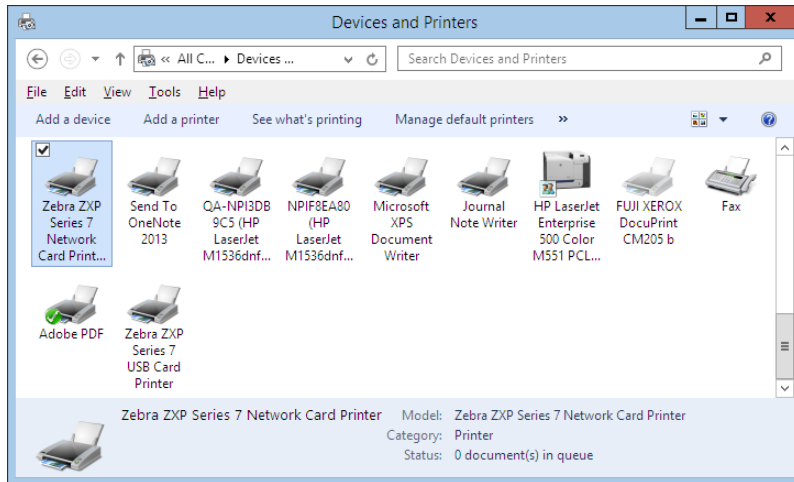 Devices and Printers
« All C... ▸ Devices ...
Search Devices and Printers
File Edit View Tools Help
Add a device Add a printer See what's printing Manage default printers »
Zebra ZXP
Series 7
Network
Card Print...
Send To
OneNote
2013
QA-NPI3DB
9C5 (HP
LaserJet
M1536dnf...
NPIF8EA80
(HP
LaserJet
M1536dnf...
Microsoft
XPS
Document
Writer
Journal
Note Writer
HP LaserJet
Enterprise
500 Color
M551 PCL...
FUJI XEROX
DocuPrint
CM205 b
Fax
Adobe PDF
Zebra ZXP
Series 7
USB Card
Printer
Zebra ZXP Series 7 Network Card Printer Model: Zebra ZXP Series 7 Network Card Printer
Category: Printer
Status: 0 document(s) in queue